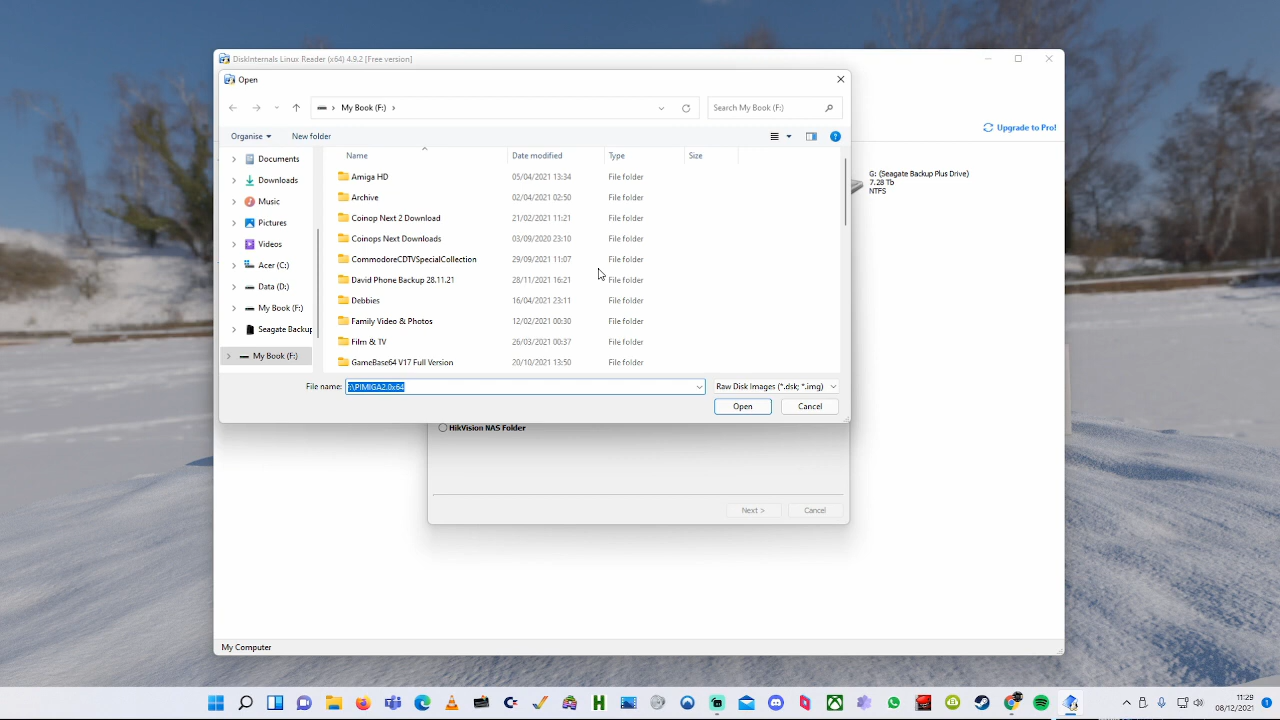 DiskInternals Linux Reader (x64) 4.9.2 [Free version]
Open
My Book (F:)
Search My Book (F:)
Organise
New folder
Upgrade to Pro!
Name
Date modified
Type
Size
Documents
Downloads
Music
Pictures
Videos
Acer (C:)
Data (D:)
My Book (F:)
Seagate Backup
My Book (F:)
Amiga HD 05/04/2021 13:34 File folder
Archive 02/04/2021 02:50 File folder
Coinop Next 2 Download 21/02/2021 11:21 File folder
Coinops Next Downloads 03/09/2020 23:10 File folder
CommodoreCDTVSpecialCollection 29/09/2021 11:07 File folder
David Phone Backup 28.11.21 28/11/2021 16:21 File folder
Debbies 16/04/2021 23:11 File folder
Family Video & Photos 12/02/2021 00:30 File folder
Film & TV 26/03/2021 00:37 File folder
GameBase64 V17 Full Version 20/10/2021 13:50 File folder
G: (Seagate Backup Plus Drive)
7.28 Tb
NTFS
File name: :\PIMIGA2.0x64
Raw Disk Images (*.dsk; *.img)
Open
Cancel
HikVision NAS Folder
Next >
Cancel
My Computer
11:29
08/12/2021